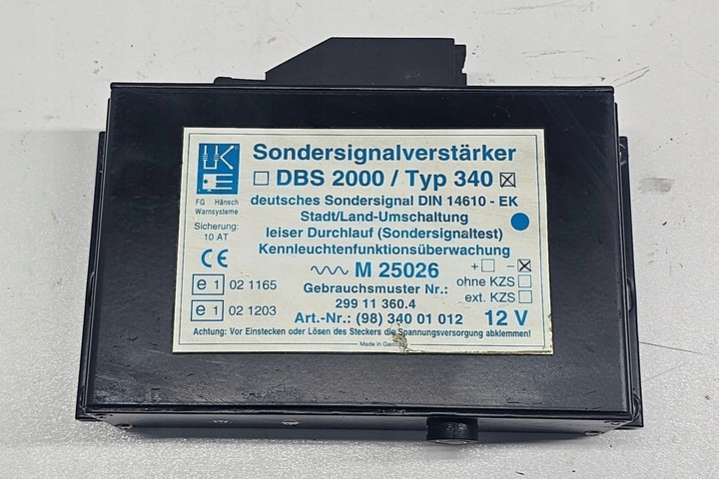 Sondersignalverstärker
DBS 2000 / Typ 340
deutsches Sondersignal DIN 14610 - EK
Stadt/Land-Umschaltung
leiser Durchlauf (Sondersignaltest)
Kennleuchtenfunktionsüberwachung
FG Hänsch
Warnsysteme
Sicherung:
10 AT
CE
M 25026
+ −
ohne KZS
ext. KZS
e 1 02 1165
e 1 02 1203
Gebrauchsmuster Nr.:
299 11 360.4
Art.-Nr.: (98) 340 01 012 12 V
Achtung: Vor Einstecken oder Lösen des Steckers die Spannungsversorgung abklemmen!
Made in